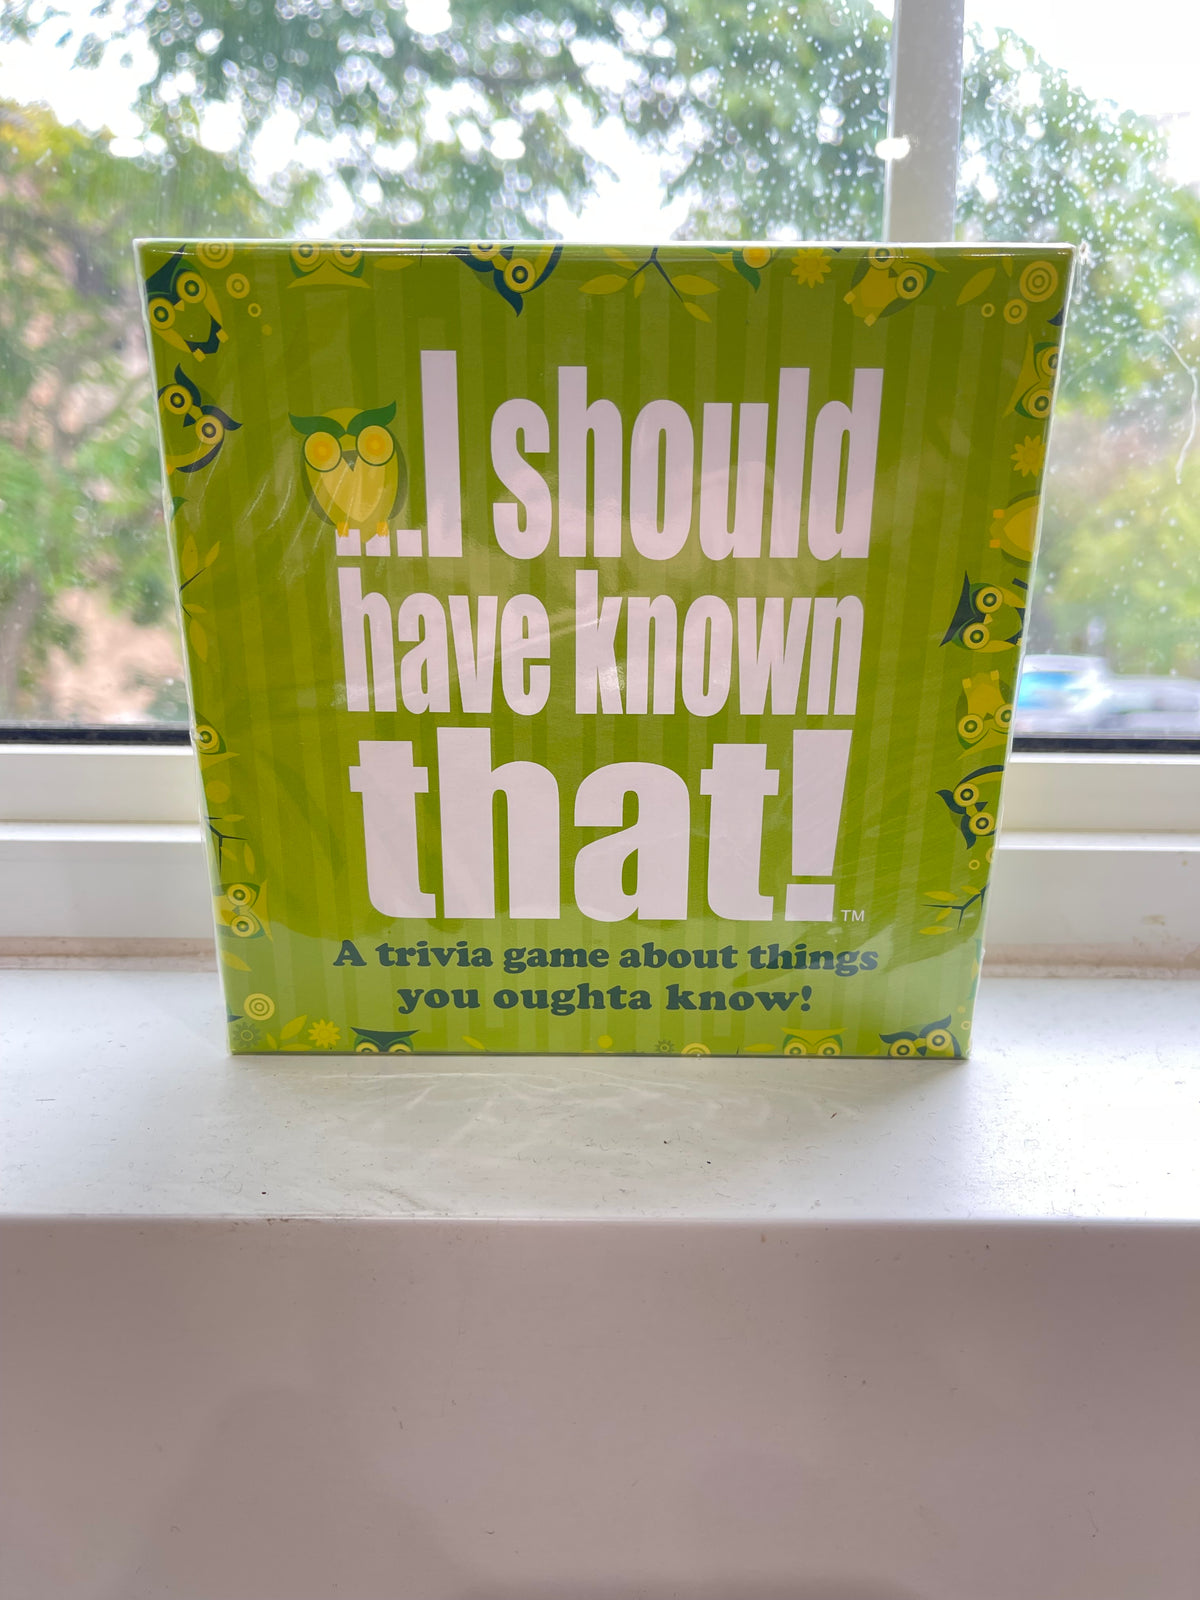 ...I should
have known
that!™
A trivia game about things
you oughta know!